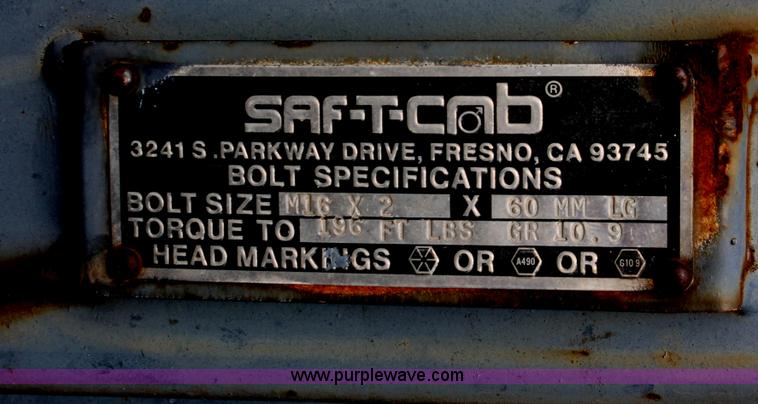 SAF-T-CAB®
3241 S. PARKWAY DRIVE, FRESNO, CA 93745
BOLT SPECIFICATIONS
BOLT SIZE M16 X 2 X 60 MM LG
TORQUE TO 196 FT LBS GR 10.9
HEAD MARKINGS OR A490 OR G10 9
www.purplewave.com